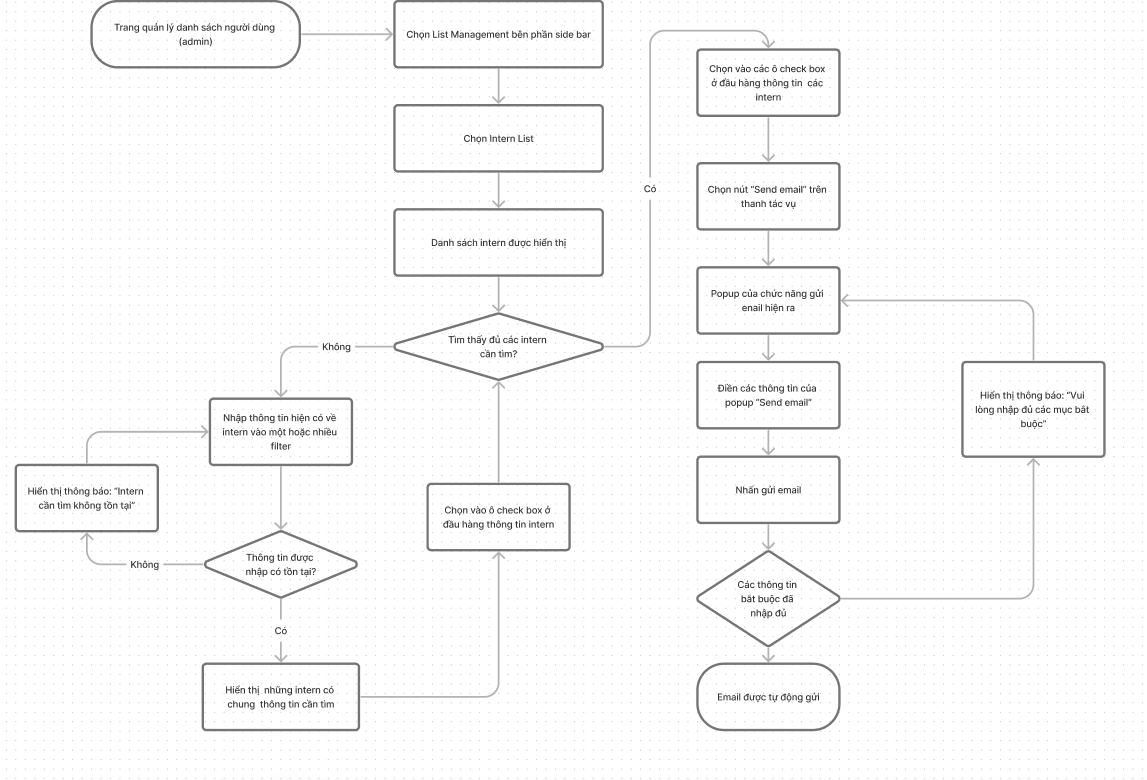 Trang quản lý danh sách người dùng
(admin)
Chọn List Management bên phần side bar
Chọn Intern List
Danh sách intern được hiển thị
Tìm thấy đủ các intern
cần tìm?
Không
Nhập thông tin hiện có về
intern vào một hoặc nhiều
filter
Hiển thị thông báo: “Intern
cần tìm không tồn tại”
Thông tin được
nhập có tồn tại?
Không
Có
Hiển thị những intern có
chung thông tin cần tìm
Chọn vào ô check box ở
đầu hàng thông tin intern
Có
Chọn vào các ô check box
ở đầu hàng thông tin các
intern
Chọn nút “Send email” trên
thanh tác vụ
Popup của chức năng gửi
enail hiện ra
Điền các thông tin của
popup “Send email”
Nhấn gửi email
Các thông tin
bắt buộc đã
nhập đủ
Hiển thị thông báo: “Vui
lòng nhập đủ các mục bắt
buộc”
Email được tự động gửi